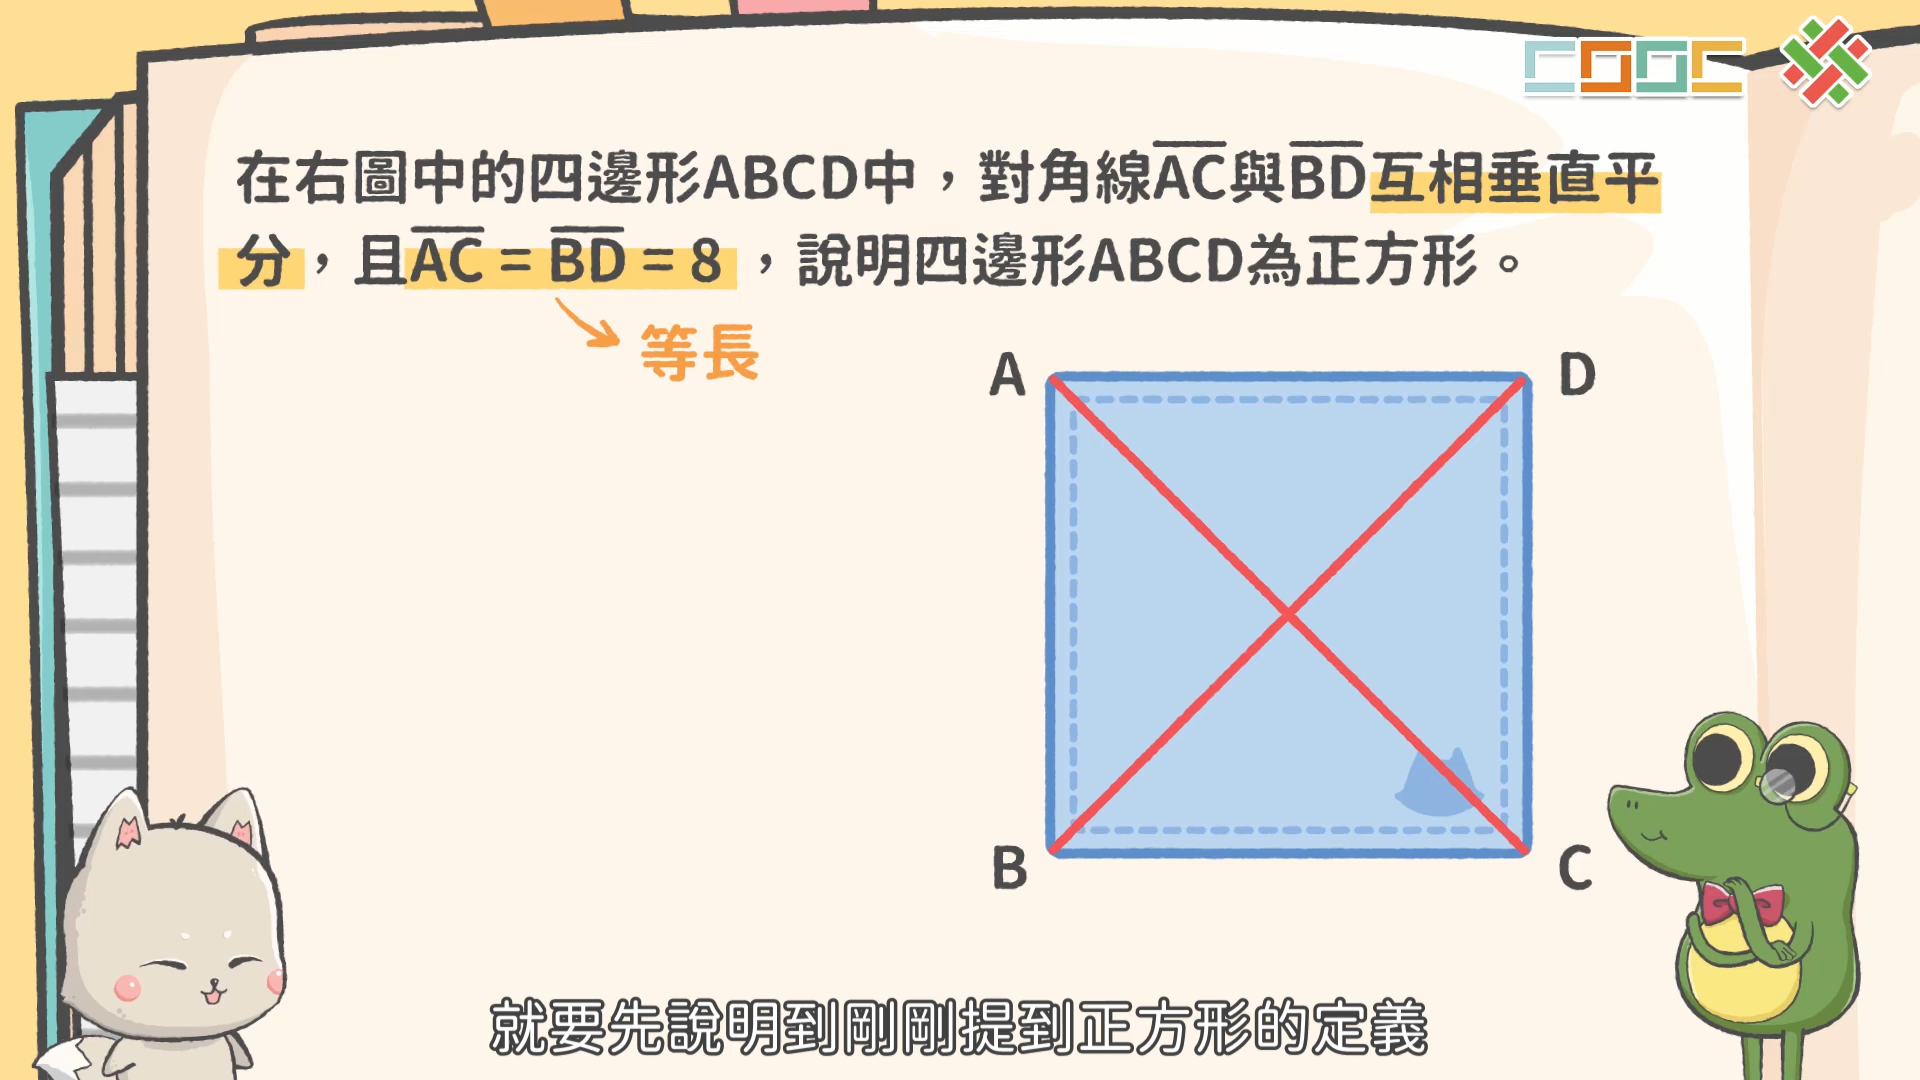 COOC
在右圖中的四邊形ABCD中，對角線AC與BD互相垂直平
分，且AC = BD = 8，說明四邊形ABCD為正方形。
等長
A
D
B
C
就要先說明到剛剛提到正方形的定義